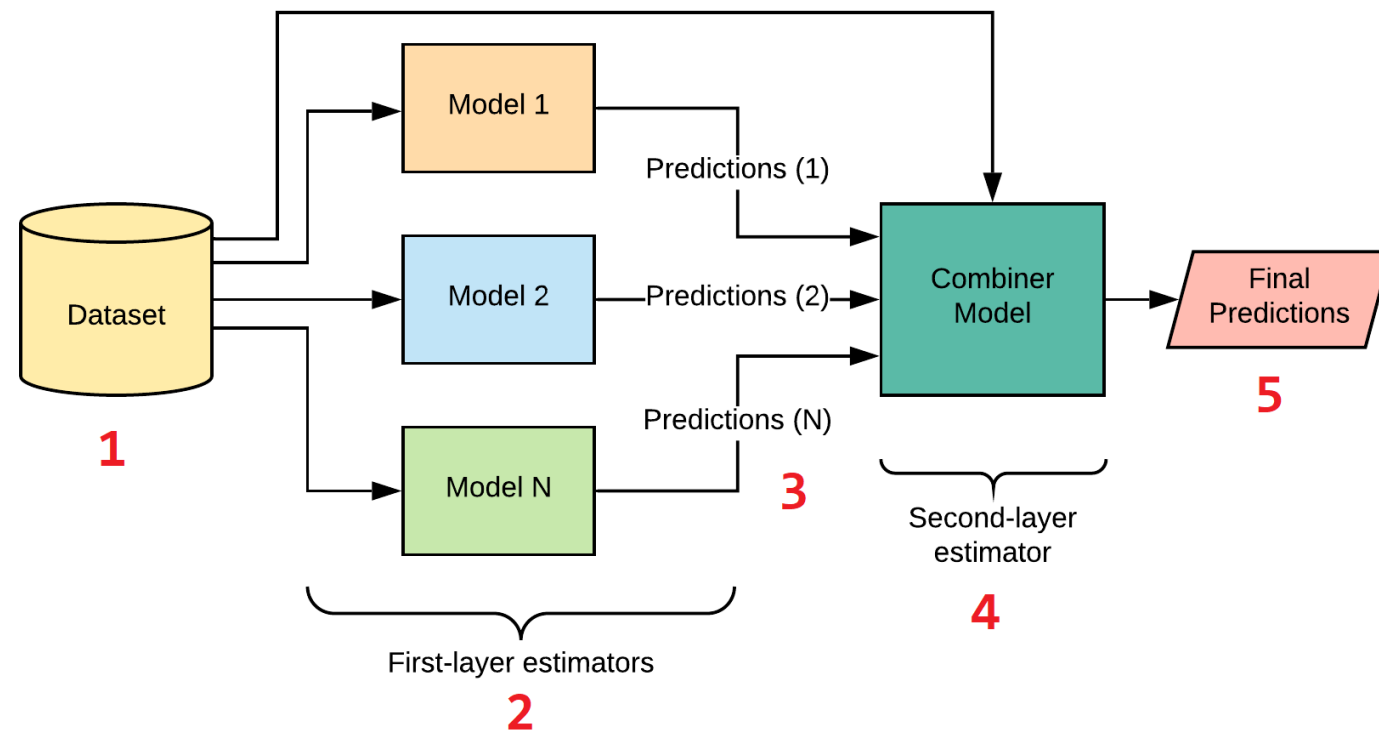 Model 1
Predictions (1)
Dataset
Model 2
Predictions (2)
Combiner
Model
Final
Predictions
5
1
Predictions (N)
Model N
3
Second-layer
estimator
4
First-layer estimators
2